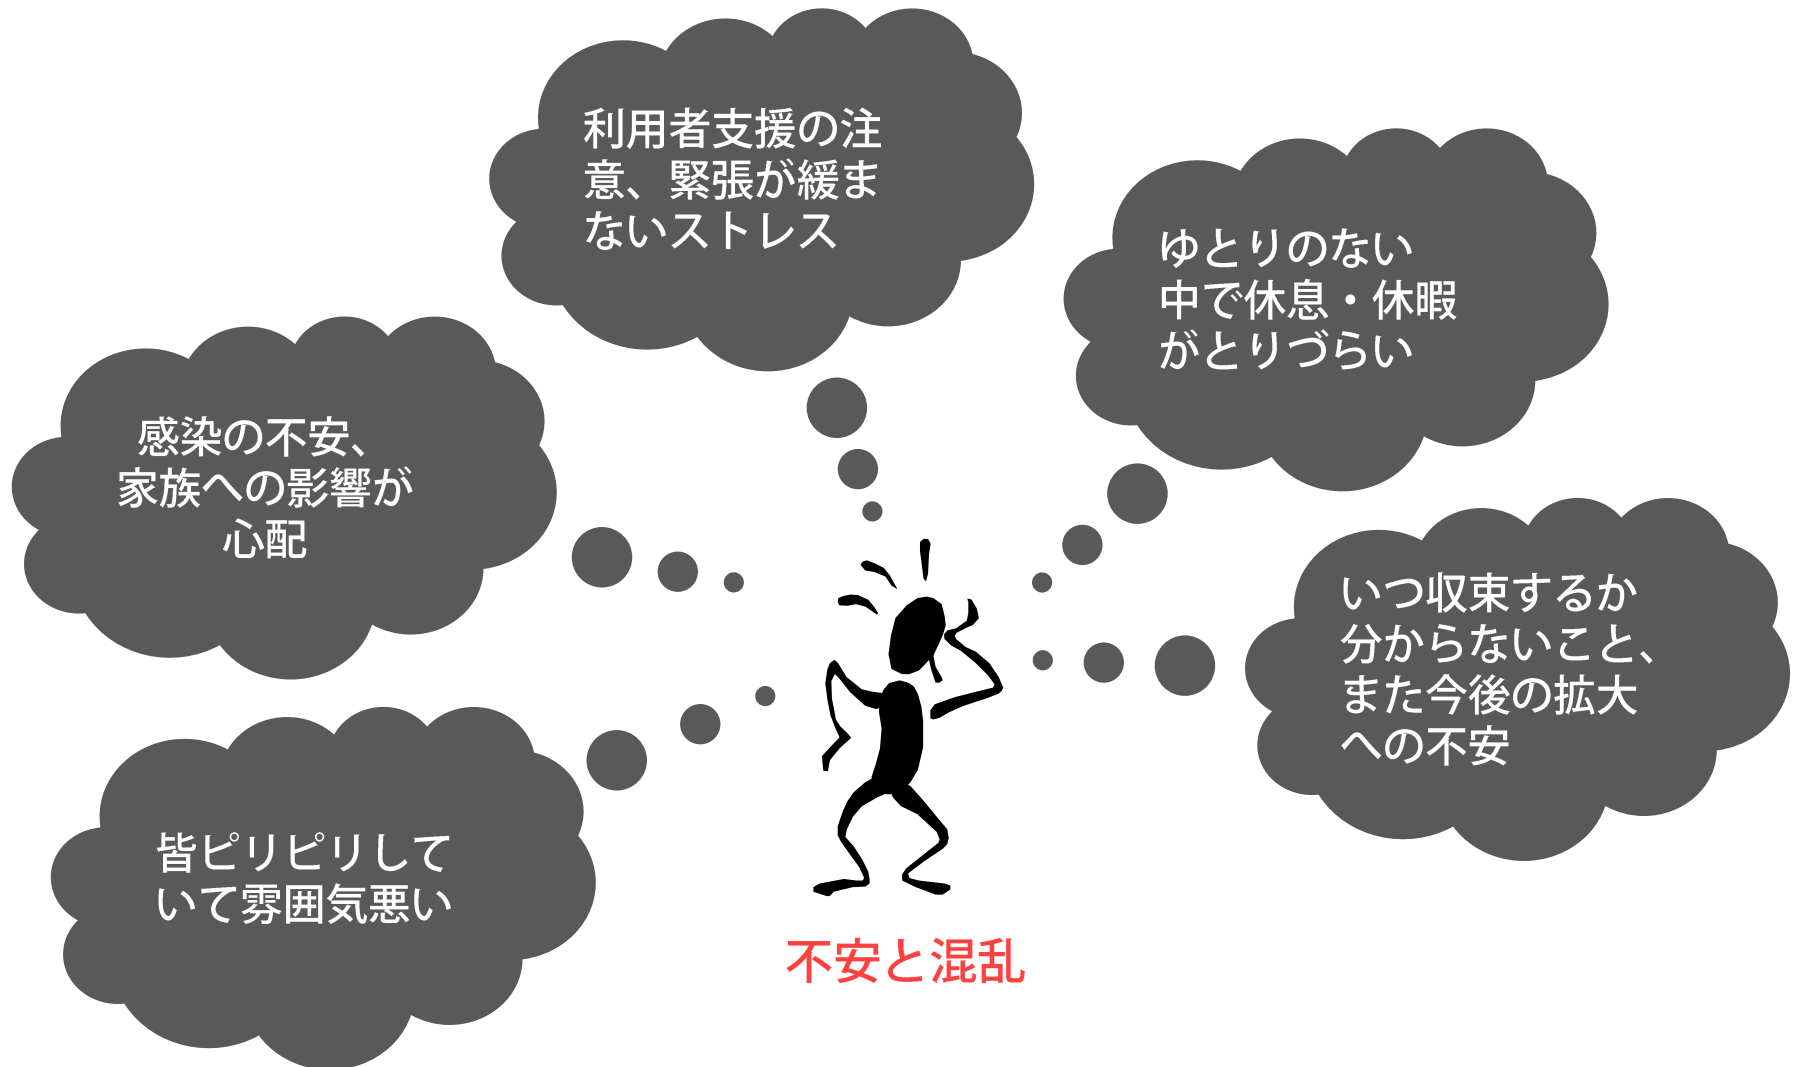 利用者支援の注
意、緊張が緩ま
ないストレス
ゆとりのない
中で休息・休暇
がとりづらい
感染の不安、
家族への影響が
心配
いつ収束するか
分からないこと、
また今後の拡大
への不安
皆ピリピリして
いて雰囲気悪い
不安と混乱